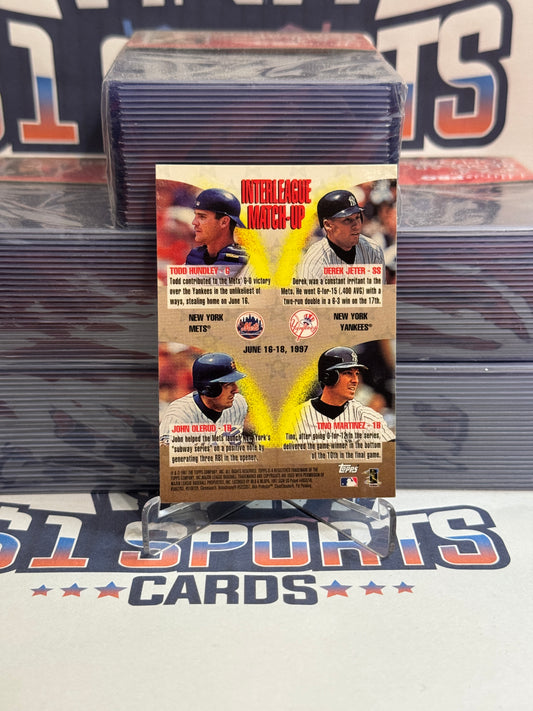 S1 SPORTS
INTERLEAGUE
MATCH-UP
TODD HUNDLEY - C
Todd contributed to the Mets' 6-0 victory
over the Yankees in the unlikeliest of
ways, stealing home on June 16.
DEREK JETER - SS
Derek was a constant irritant to the
Mets. He went 6-for-15 (.400 AVG) with a
two-run double in a 6-3 win on the 17th.
NEW YORK
METS®
Mets
NEW YORK
YANKEES®
JUNE 16-18, 1997
JOHN OLERUD - 1B
John helped the Mets launch New York's
"subway series" on a positive note by
generating three RBI in the opener.
TINO MARTINEZ - 1B
Tino, after going 0-for-12 in the series,
delivered the game-winner in the bottom
of the 10th in the final game.
Topps
S1 SPORTS
CARDS